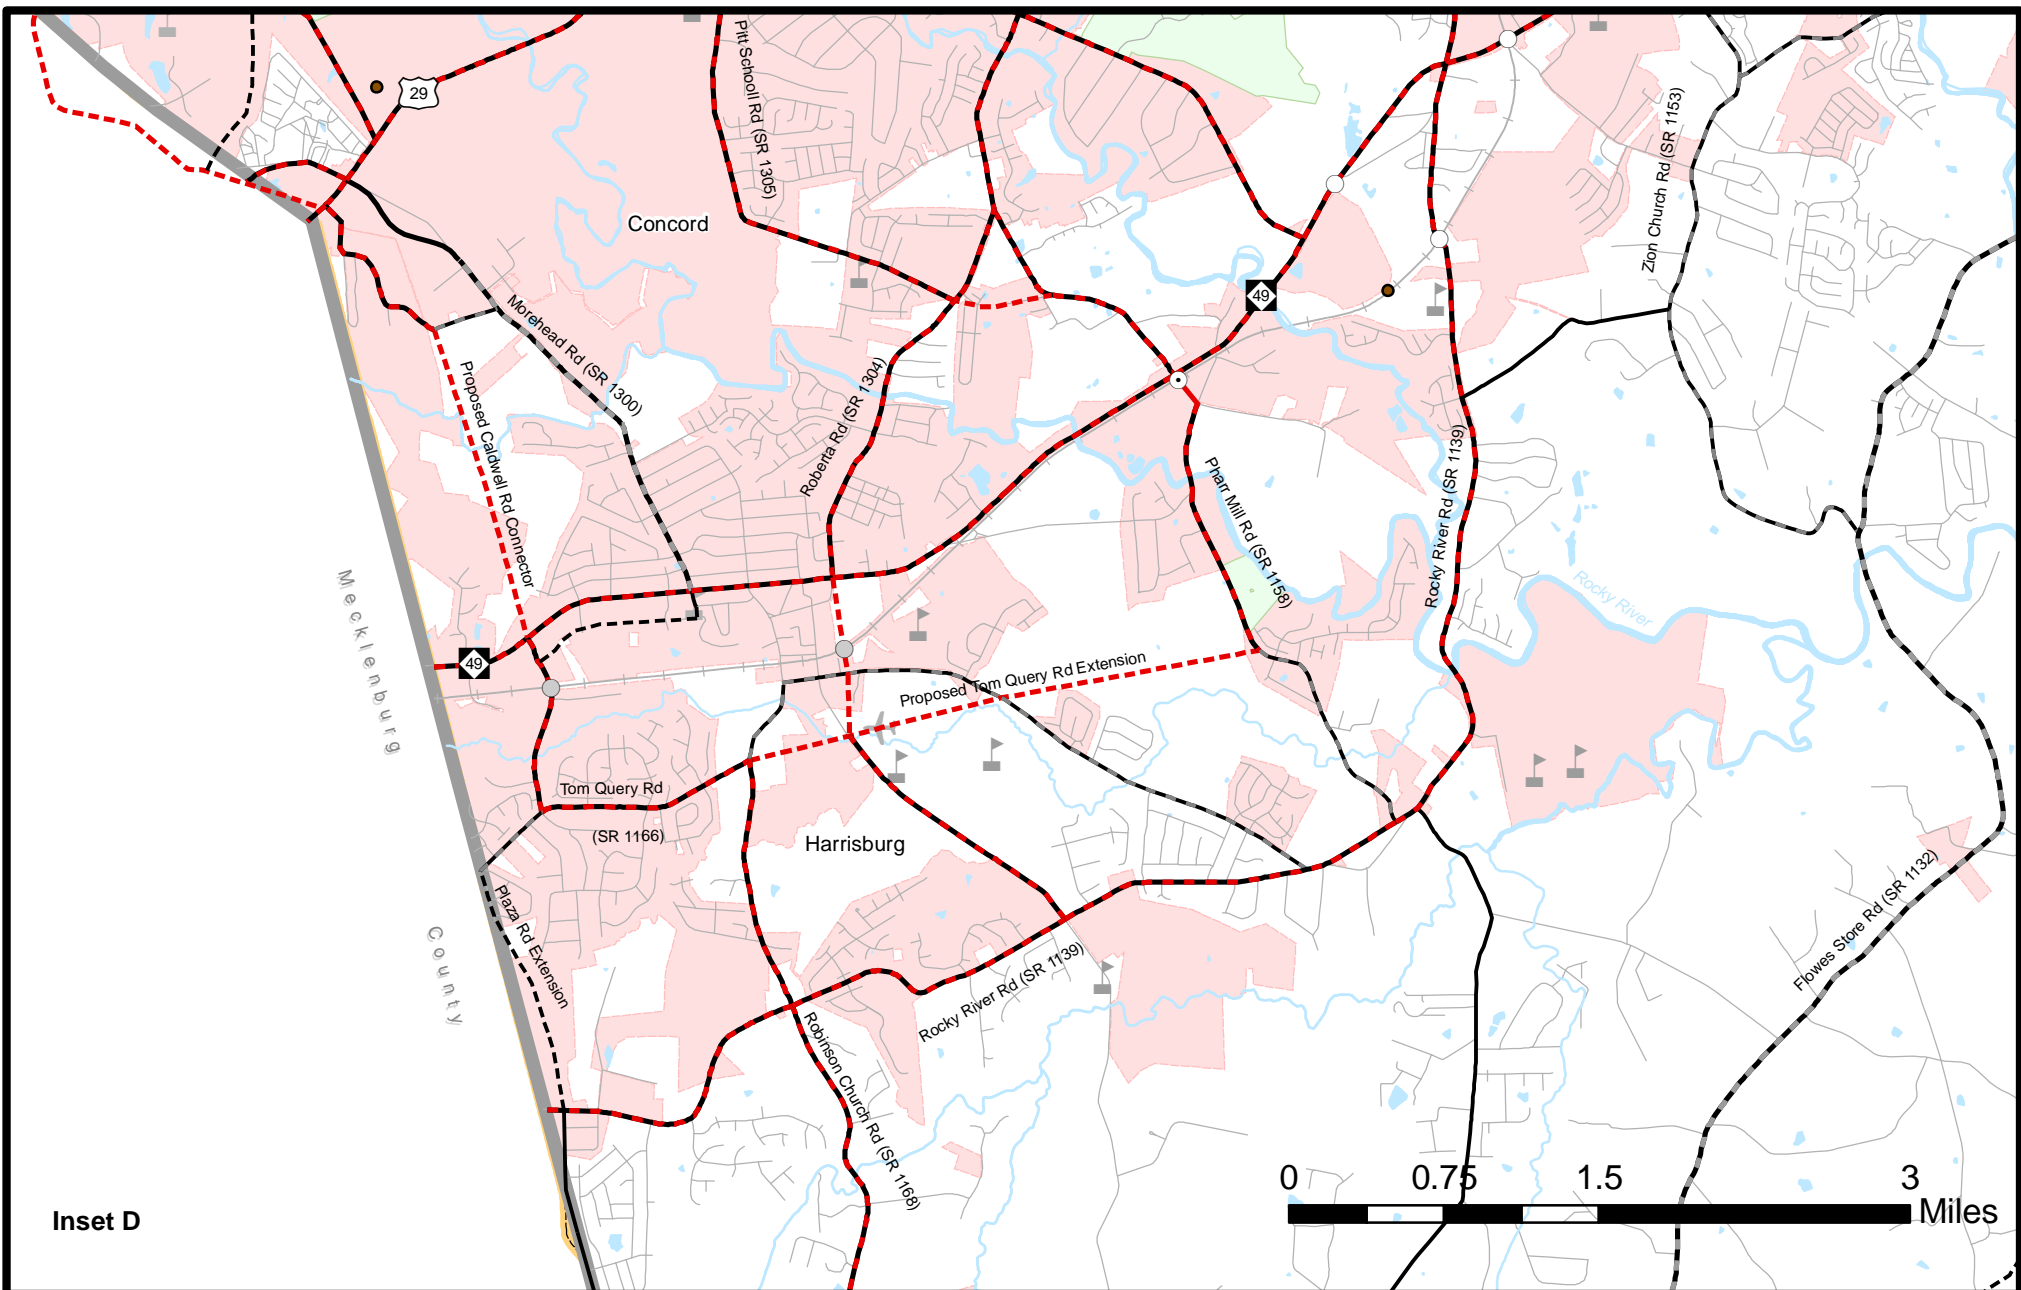 29
Pitt Scholl Rd (SR 1305)
Zion Church Rd (SR 1153)
Concord
49
Morehead Rd (SR 1300)
Proposed Caldwell Rd Connector
Roberta Rd (SR 1304)
Pharr Mill Rd (SR 1158)
Rocky River Rd (SR 1139)
Rocky River
Mecklenburg
County
49
Proposed Tom Query Rd Extension
Tom Query Rd
(SR 1166)
Harrisburg
Plaza Rd Extension
Rocky River Rd (SR 1139)
Flowes Store Rd (SR 1132)
Robinson Church Rd (SR 1168)
0 0.75 1.5 3
Miles
Inset D